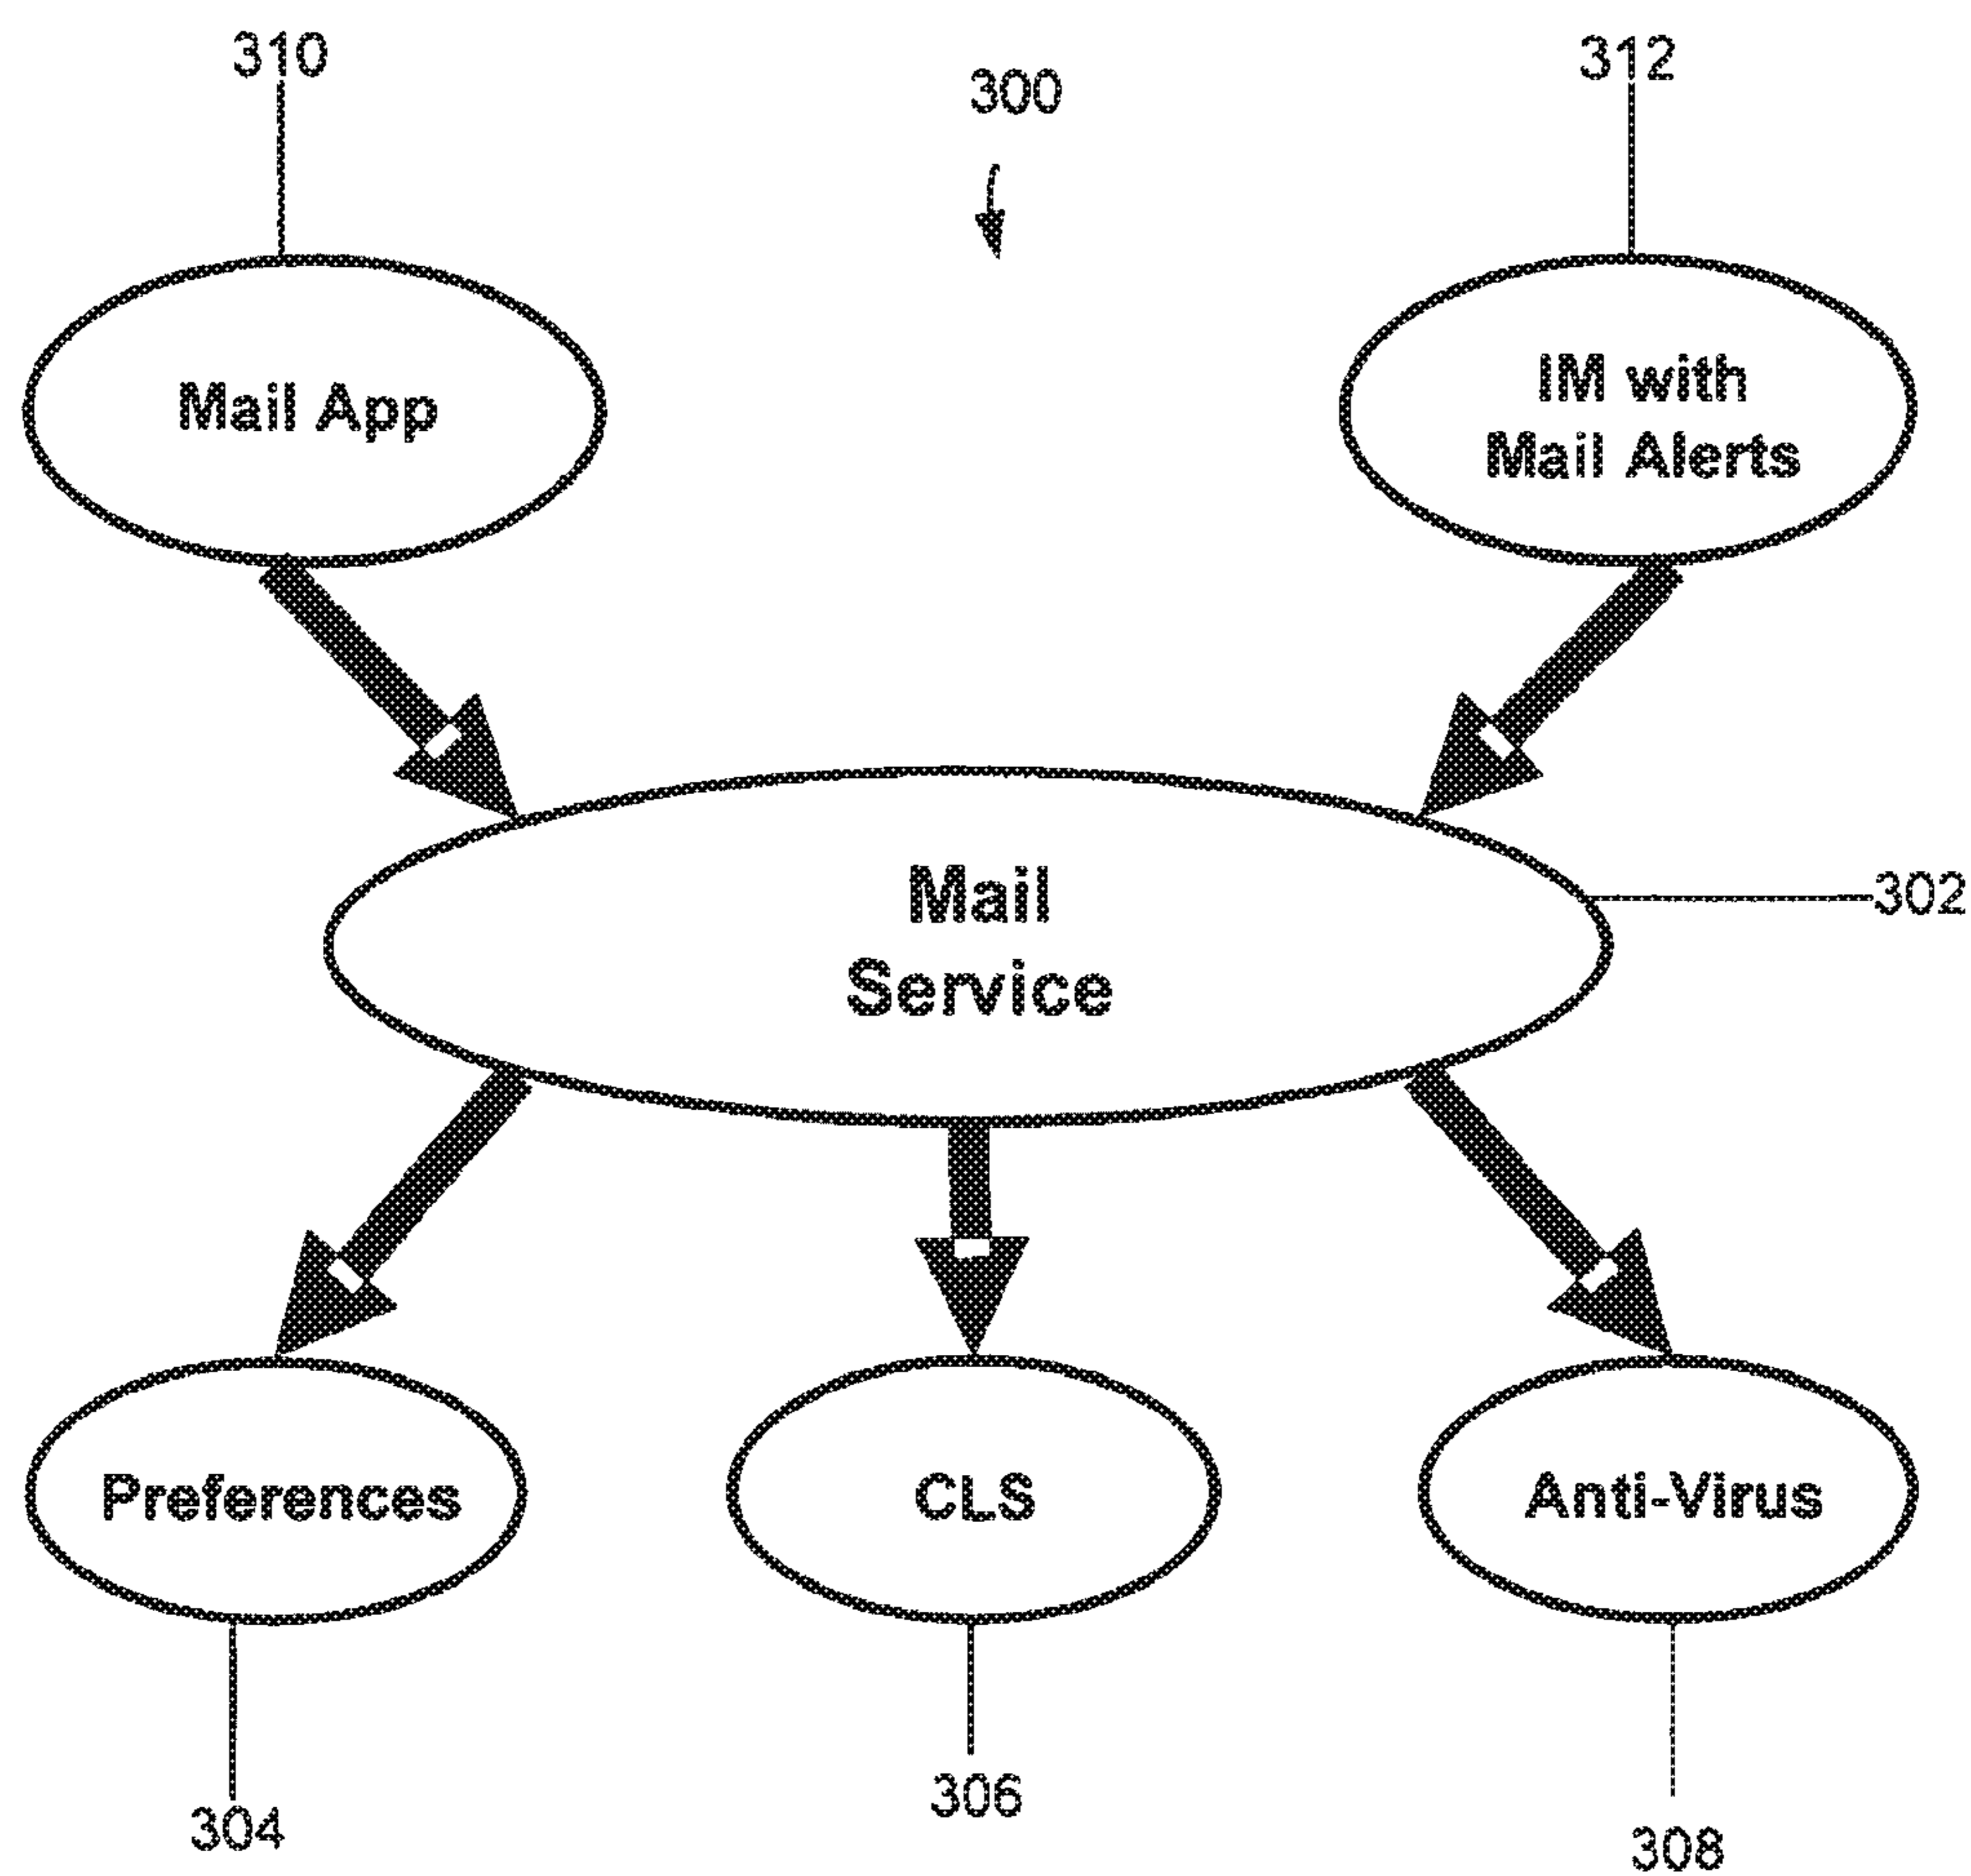 310
300
312
Mail App
IM with
Mail Alerts
Mail
Service
302
Preferences
CLS
Anti-Virus
304
306
308